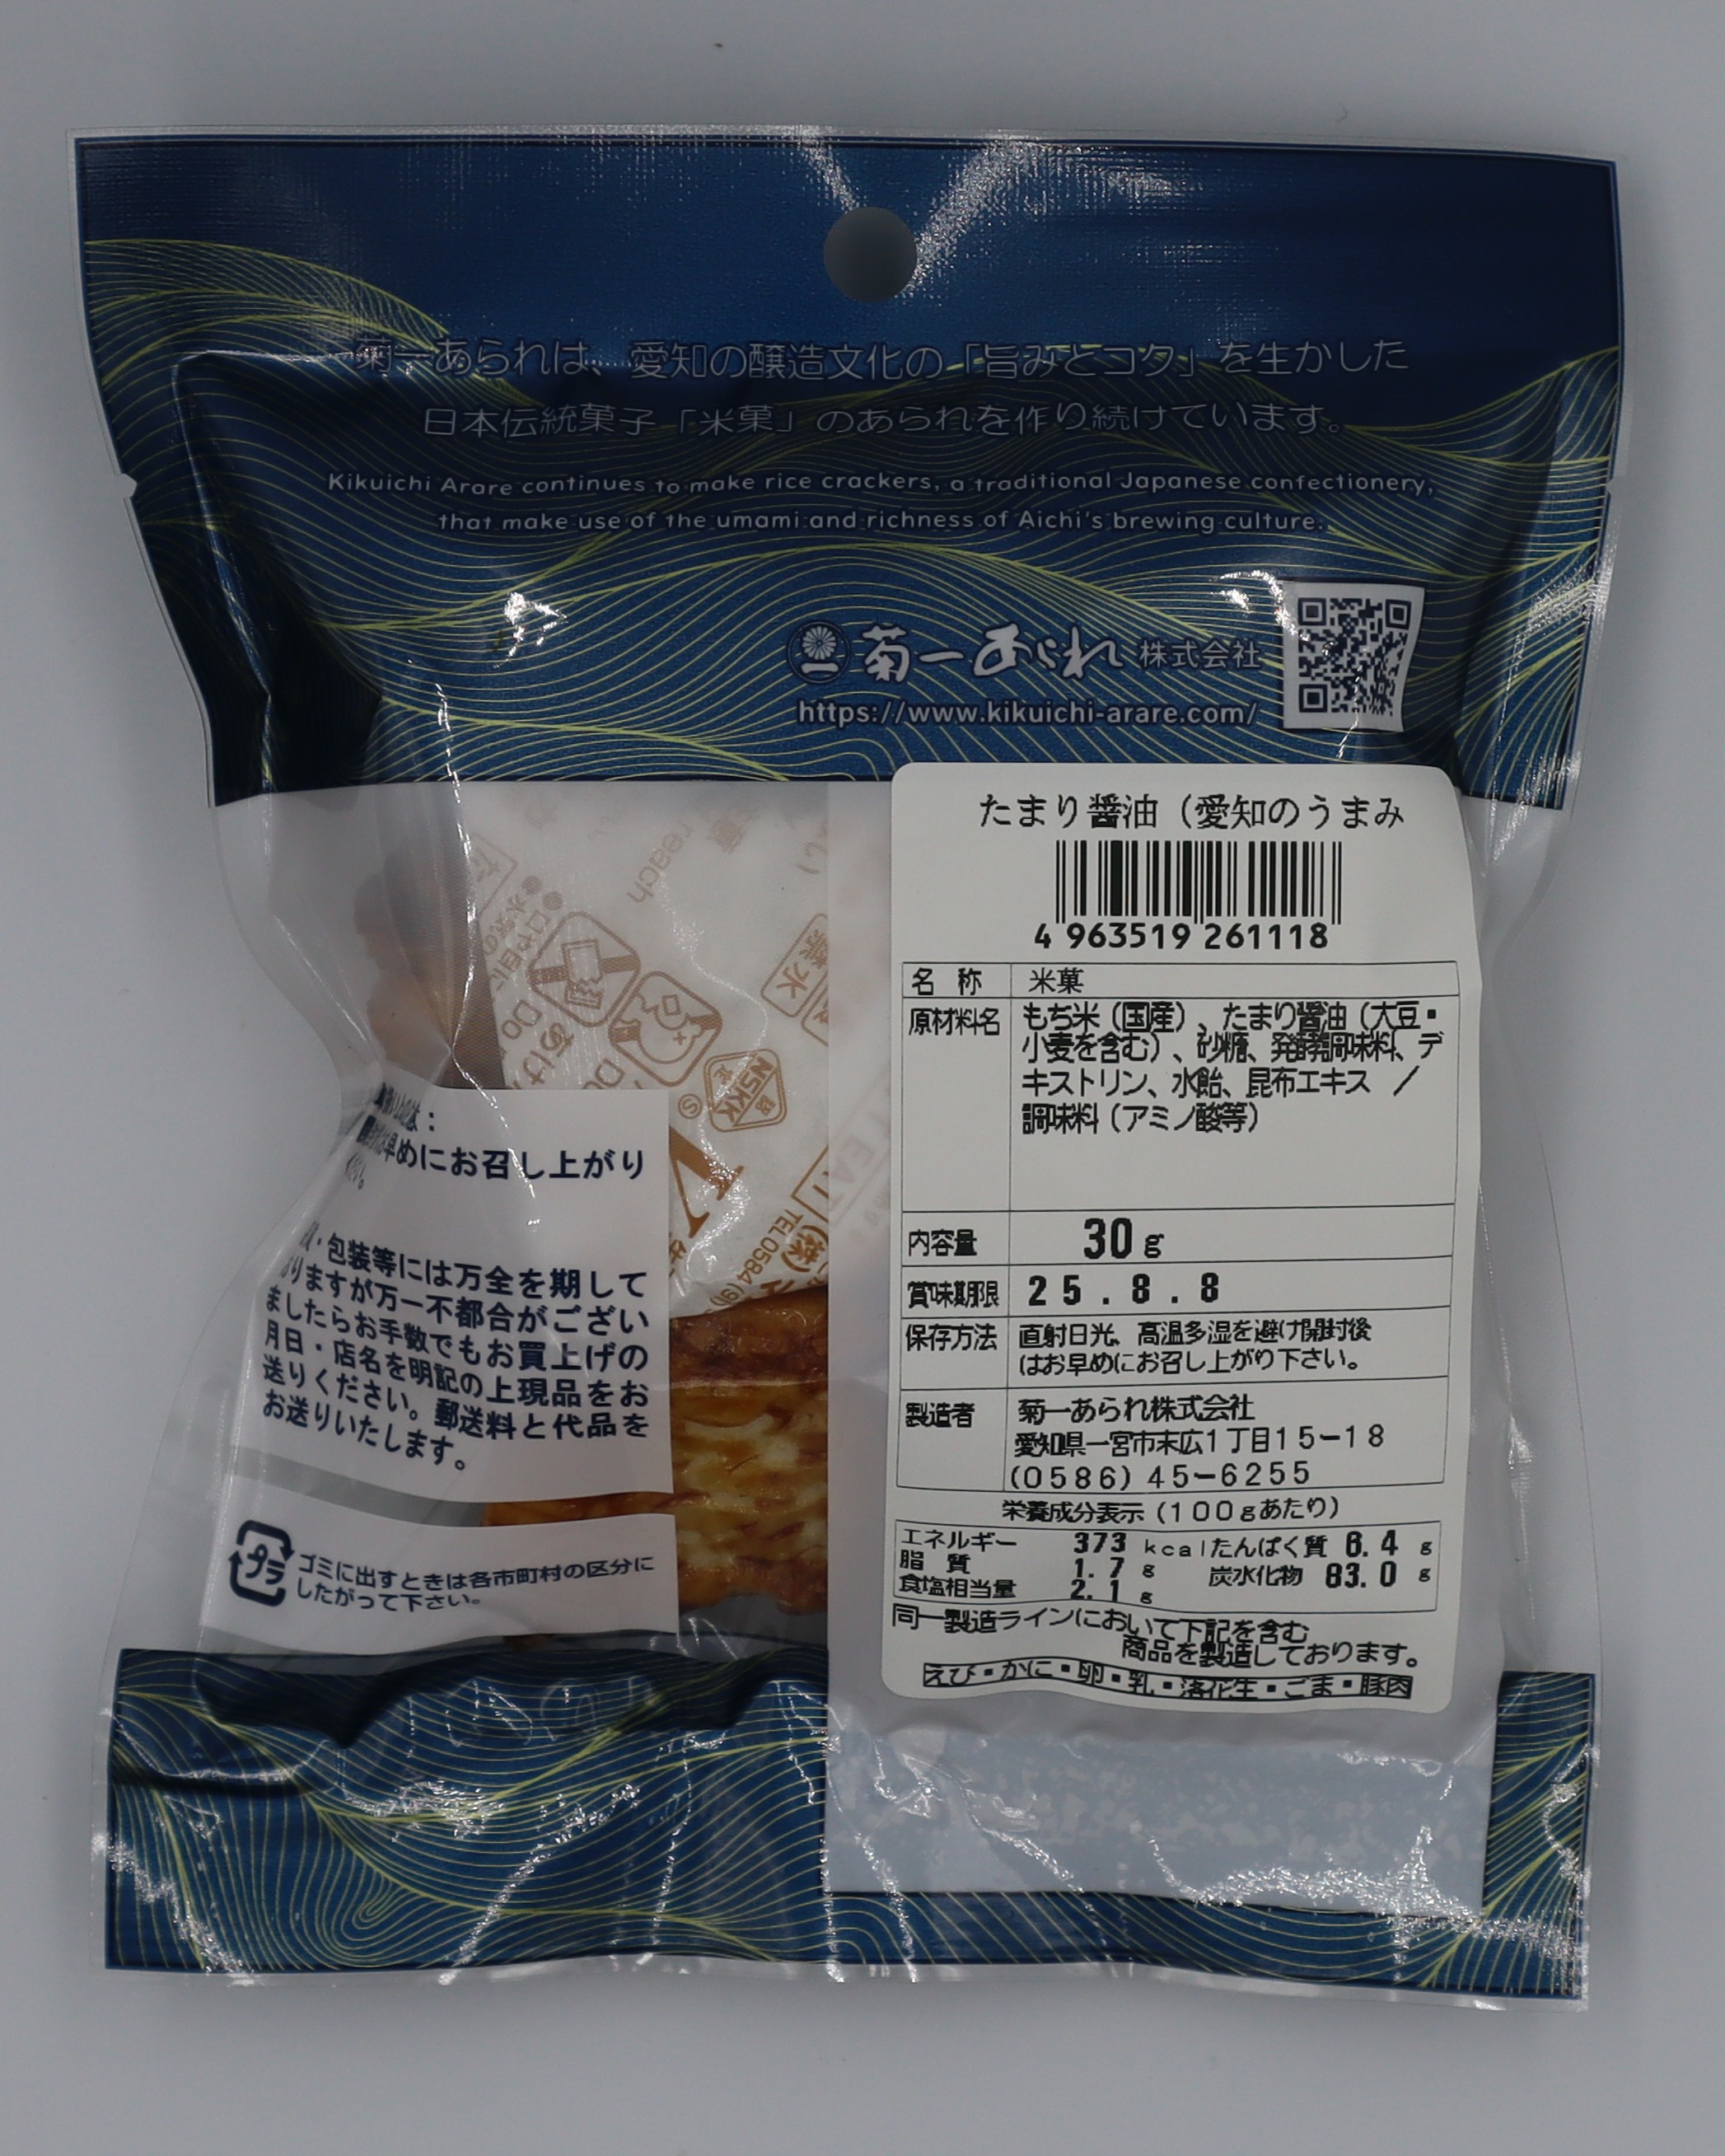 菊一あられは、愛知の醸造文化の「旨みとコク」を生かした
日本伝統菓子「米菓」のあられを作り続けています。
Kikuichi Arare continues to make rice crackers, a traditional Japanese confectionery,
that make use of the umami and richness of Aichi's brewing culture.
菊一あられ 株式会社
https://www.kikuichi-arare.com/
たまり醤油（愛知のうまみ
4 963519 261118
名 称 米菓
原材料名 もち米（国産）、たまり醤油（大豆・
小麦を含む）、砂糖、発酵調味料、デ
キストリン、水飴、昆布エキス ／
調味料（アミノ酸等）
内容量 30g
賞味期限 25.8.8
保存方法 直射日光、高温多湿を避け開封後
はお早めにお召し上がり下さい。
製造者 菊一あられ株式会社
愛知県一宮市末広1丁目15-18
(0586) 45-6255
栄養成分表示（100gあたり）
エネルギー 373 kcal たんぱく質 6.4 g
脂 質 1.7 g 炭水化物 83.0 g
食塩相当量 2.1 g
同一製造ラインにおいて下記を含む
商品を製造しております。
えび・かに・卵・乳・落花生・ごま・豚肉
早めにお召し上がり
・包装等には万全を期して
りますが万一不都合がござい
ましたらお手数でもお買上げの
月日・店名を明記の上現品をお
送りください。郵送料と代品を
お送りいたします。
プラ
ゴミに出すときは各市町村の区分に
したがって下さい。
reach
NSKK
TEL 0584